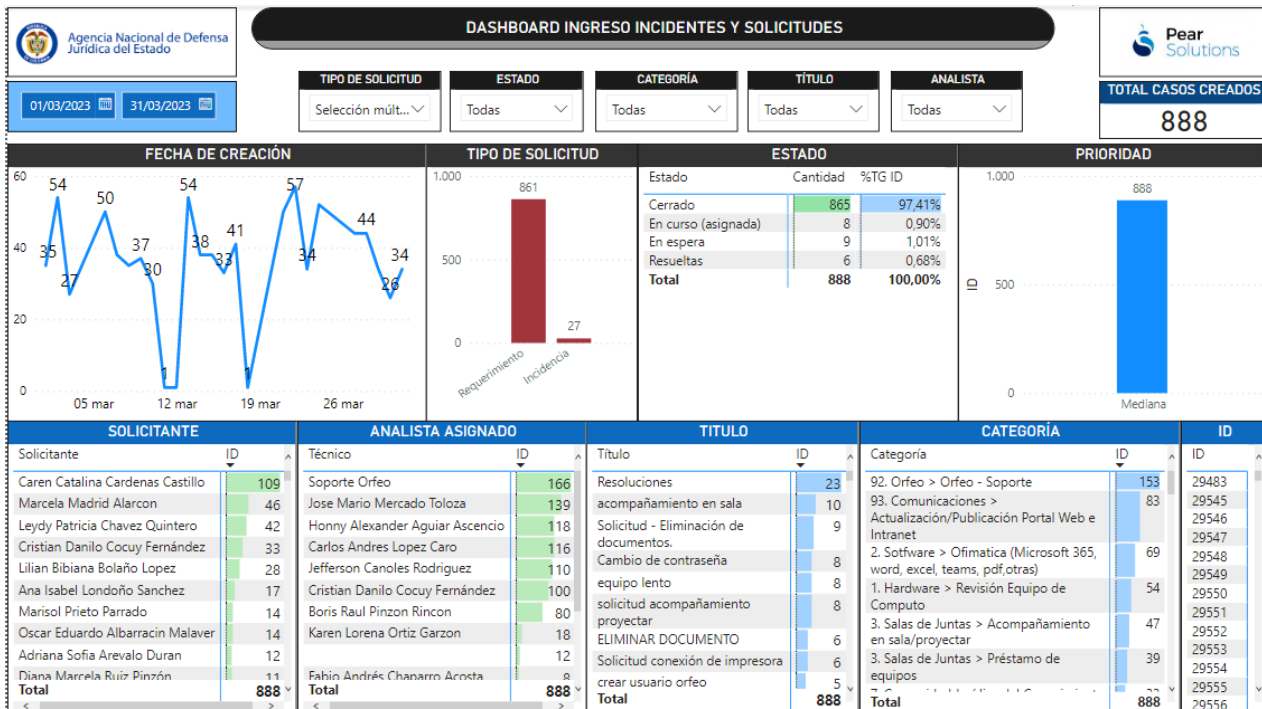 Agencia Nacional de Defensa
Jurídica del Estado
DASHBOARD INGRESO INCIDENTES Y SOLICITUDES
Pear
Solutions
01/03/2023 31/03/2023
TIPO DE SOLICITUD
Selección múlt...
ESTADO
Todas
CATEGORÍA
Todas
TÍTULO
Todas
ANALISTA
Todas
TOTAL CASOS CREADOS
888
FECHA DE CREACIÓN
60
40
20
0
35
54
27
50
37
30
1
54
38
33
41
1
57
34
44
26
34
05 mar 12 mar 19 mar 26 mar
TIPO DE SOLICITUD
1.000
500
0
861
27
Requerimiento
Incidencia
ESTADO
Estado Cantidad %TG ID
Cerrado 865 97,41%
En curso (asignada) 8 0,90%
En espera 9 1,01%
Resueltas 6 0,68%
Total 888 100,00%
PRIORIDAD
1.000
500
0
ID
888
Mediana
SOLICITANTE
Solicitante ID
Caren Catalina Cardenas Castillo 109
Marcela Madrid Alarcon 46
Leydy Patricia Chavez Quintero 42
Cristian Danilo Cocuy Fernández 33
Lilian Bibiana Bolaño Lopez 28
Ana Isabel Londoño Sanchez 17
Marisol Prieto Parrado 14
Oscar Eduardo Albarracin Malaver 14
Adriana Sofia Arevalo Duran 12
Diana Marcela Ruiz Pinzón 11
Total 888
ANALISTA ASIGNADO
Técnico ID
Soporte Orfeo 166
Jose Mario Mercado Toloza 139
Honny Alexander Aguiar Ascencio 118
Carlos Andres Lopez Caro 116
Jefferson Canoles Rodriguez 110
Cristian Danilo Cocuy Fernández 100
Boris Raul Pinzon Rincon 80
Karen Lorena Ortiz Garzon 18
12
Fabio Andrés Chaparro Acosta 8
Total 888
TITULO
Título ID
Resoluciones 23
acompañamiento en sala 10
Solicitud - Eliminación de 9
documentos.
Cambio de contraseña 8
equipo lento 8
solicitud acompañamiento 8
proyectar
ELIMINAR DOCUMENTO 6
Solicitud conexión de impresora 6
crear usuario orfeo 5
Total 888
CATEGORÍA
Categoría ID
92. Orfeo > Orfeo - Soporte 153
93. Comunicaciones > 83
Actualización/Publicación Portal Web e
Intranet
2. Sotfware > Ofimatica (Microsoft 365, 69
word, excel, teams, pdf,otras)
1. Hardware > Revisión Equipo de 54
Computo
3. Salas de Juntas > Acompañamiento 47
en sala/proyectar
3. Salas de Juntas > Préstamo de 39
equipos
Total 888
ID
ID
29483
29545
29546
29547
29548
29549
29550
29551
29552
29553
29554
29555
29556